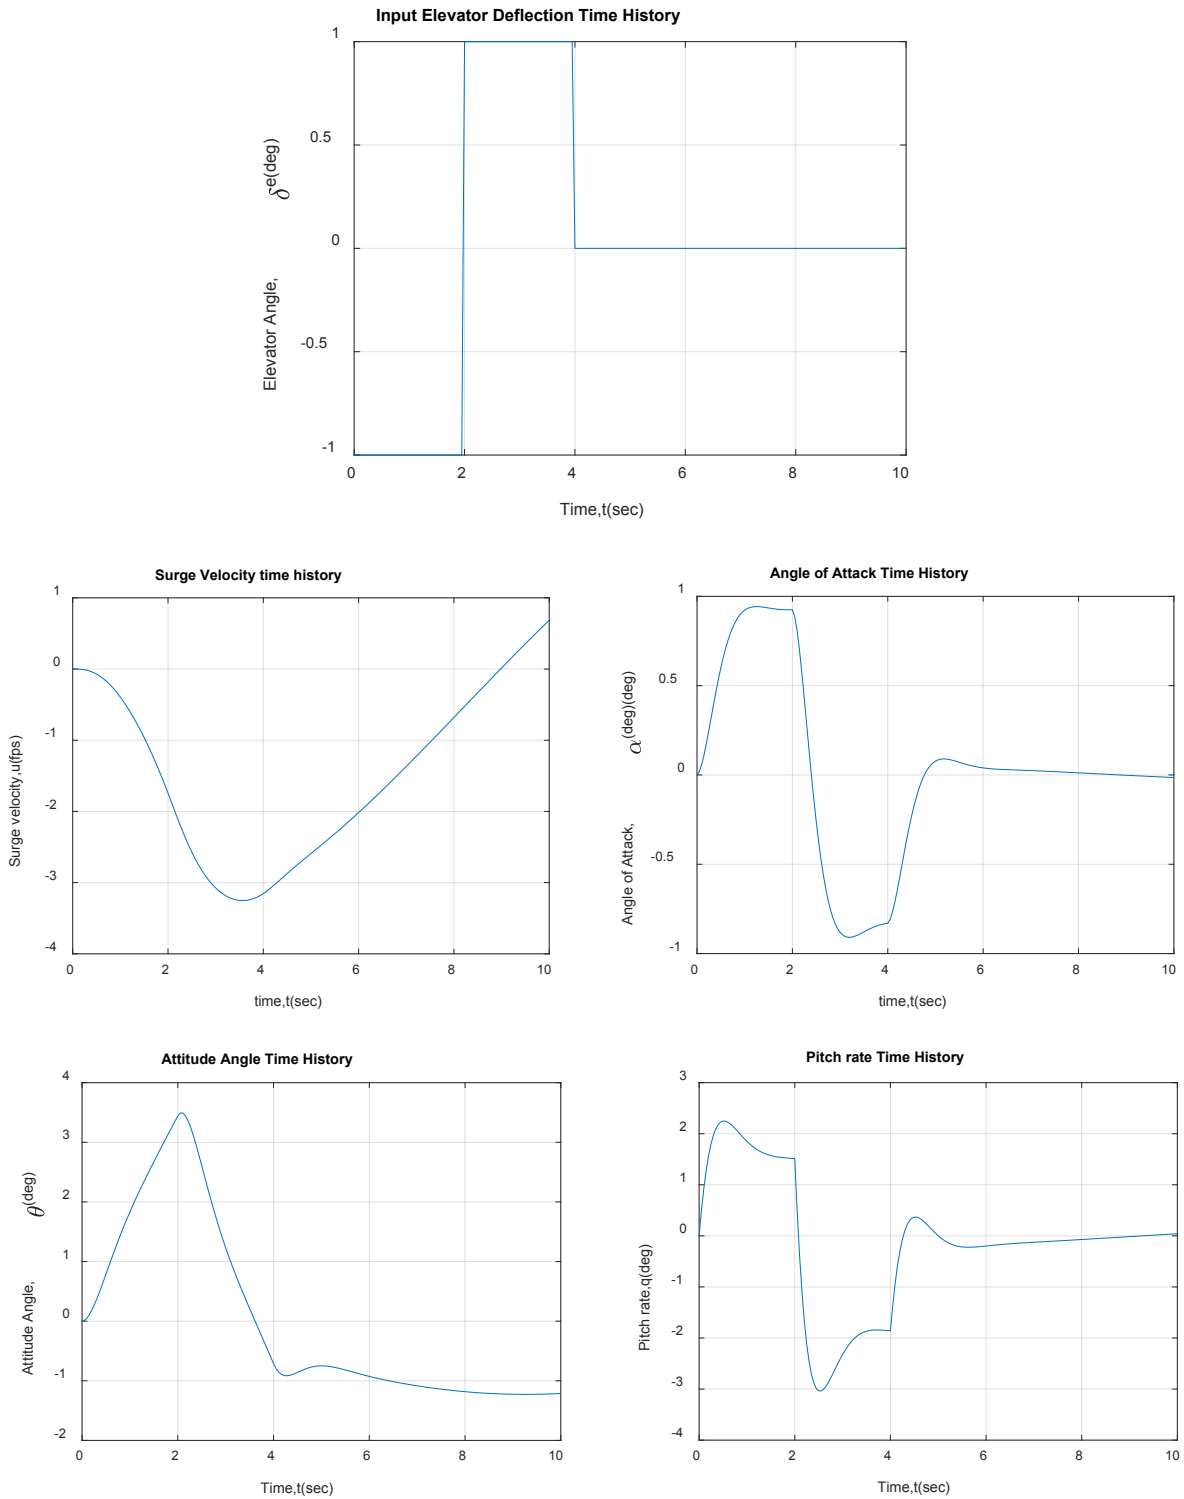 Input Elevator Deflection Time History
1
0.5
0
-0.5
-1
Elevator Angle, δe(deg)
0 2 4 6 8 10
Time,t(sec)
Surge Velocity time history
1
0
-1
-2
-3
-4
Surge velocity,u(fps)
0 2 4 6 8 10
time,t(sec)
Angle of Attack Time History
1
0.5
0
-0.5
-1
Angle of Attack, α(deg)(deg)
0 2 4 6 8 10
time,t(sec)
Attitude Angle Time History
4
3
2
1
0
-1
-2
Attitude Angle, θ(deg)
0 2 4 6 8 10
Time,t(sec)
Pitch rate Time History
3
2
1
0
-1
-2
-3
-4
Pitch rate,q(deg)
0 2 4 6 8 10
Time,t(sec)